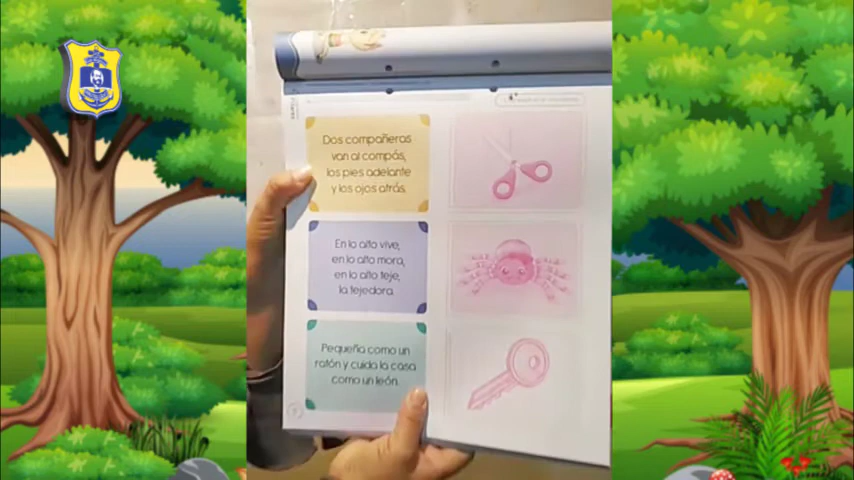 Dos compañeras
van al compás,
los pies adelante
y los ojos atrás.
En lo alto vive,
en lo alto mora,
en lo alto teje,
la tejedora.
Pequeña como un
ratón y cuida la casa
como un león.